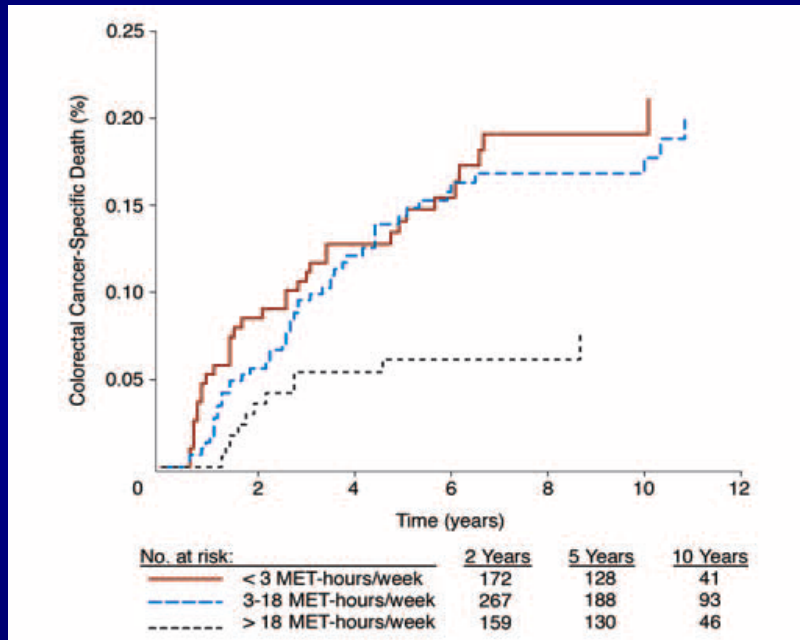 0.25
0.20
0.15
0.10
0.05
Colorectal Cancer-Specific Death (%)
0 2 4 6 8 10 12
Time (years)
No. at risk: 2 Years 5 Years 10 Years
< 3 MET-hours/week 172 128 41
3-18 MET-hours/week 267 188 93
> 18 MET-hours/week 159 130 46